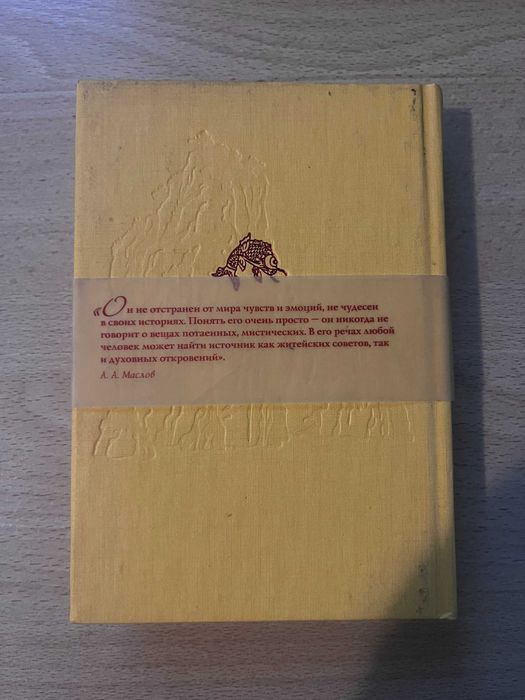 «Он не отстранен от мира чувств и эмоций, не чудесен
в своих историях. Понять его очень просто — он никогда не
говорит о вещах потаенных, мистических. В его речах любой
человек может найти источник как житейских советов, так
и духовных откровений».
А. А. Маслов